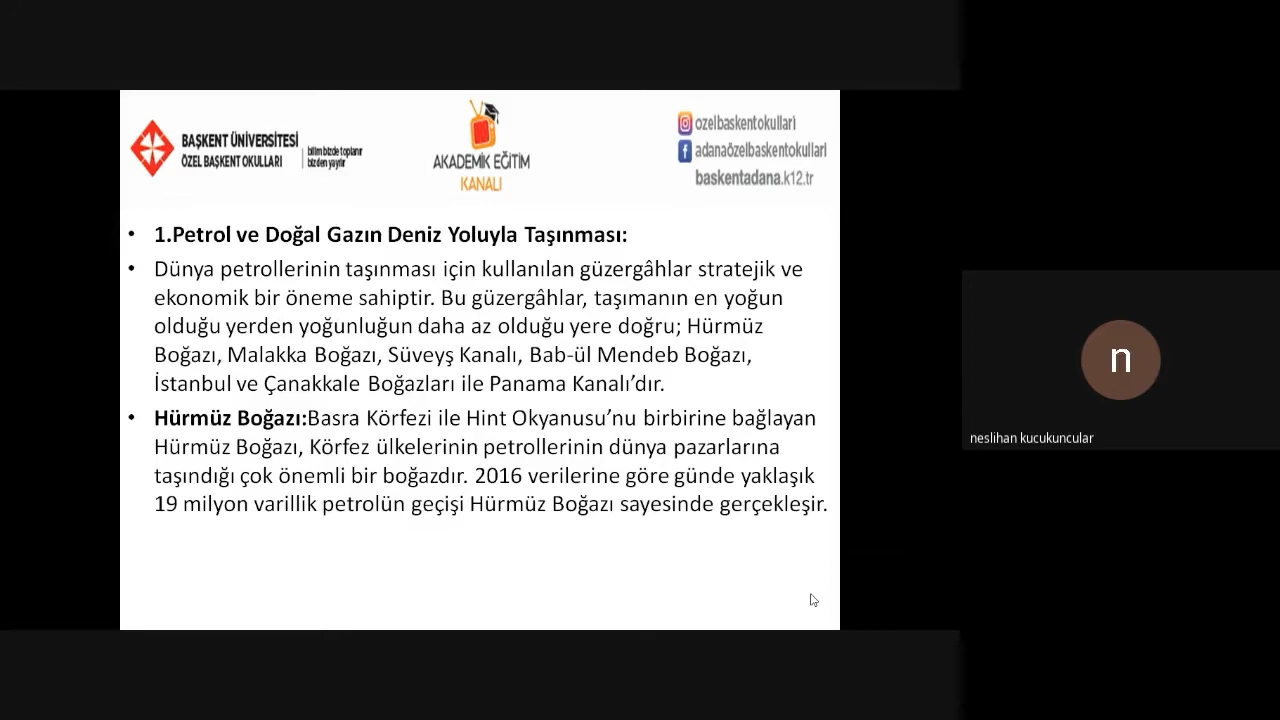 BAŞKENT ÜNİVERSİTESİ
ÖZEL BAŞKENT OKULLARI
bilim bizde toplanır
bizden yayılır
AKADEMİK EĞİTİM
KANALI
ozelbaskentokullari
adanaözelbaskentokullari
baskentadana.k12.tr
• 1.Petrol ve Doğal Gazın Deniz Yoluyla Taşınması:
• Dünya petrollerinin taşınması için kullanılan güzergâhlar stratejik ve
ekonomik bir öneme sahiptir. Bu güzergâhlar, taşımanın en yoğun
olduğu yerden yoğunluğun daha az olduğu yere doğru; Hürmüz
Boğazı, Malakka Boğazı, Süveyş Kanalı, Bab-ül Mendeb Boğazı,
İstanbul ve Çanakkale Boğazları ile Panama Kanalı’dır.
• Hürmüz Boğazı:Basra Körfezi ile Hint Okyanusu’nu birbirine bağlayan
Hürmüz Boğazı, Körfez ülkelerinin petrollerinin dünya pazarlarına
taşındığı çok önemli bir boğazdır. 2016 verilerine göre günde yaklaşık
19 milyon varillik petrolün geçişi Hürmüz Boğazı sayesinde gerçekleşir.
n
neslihan kucukuncular